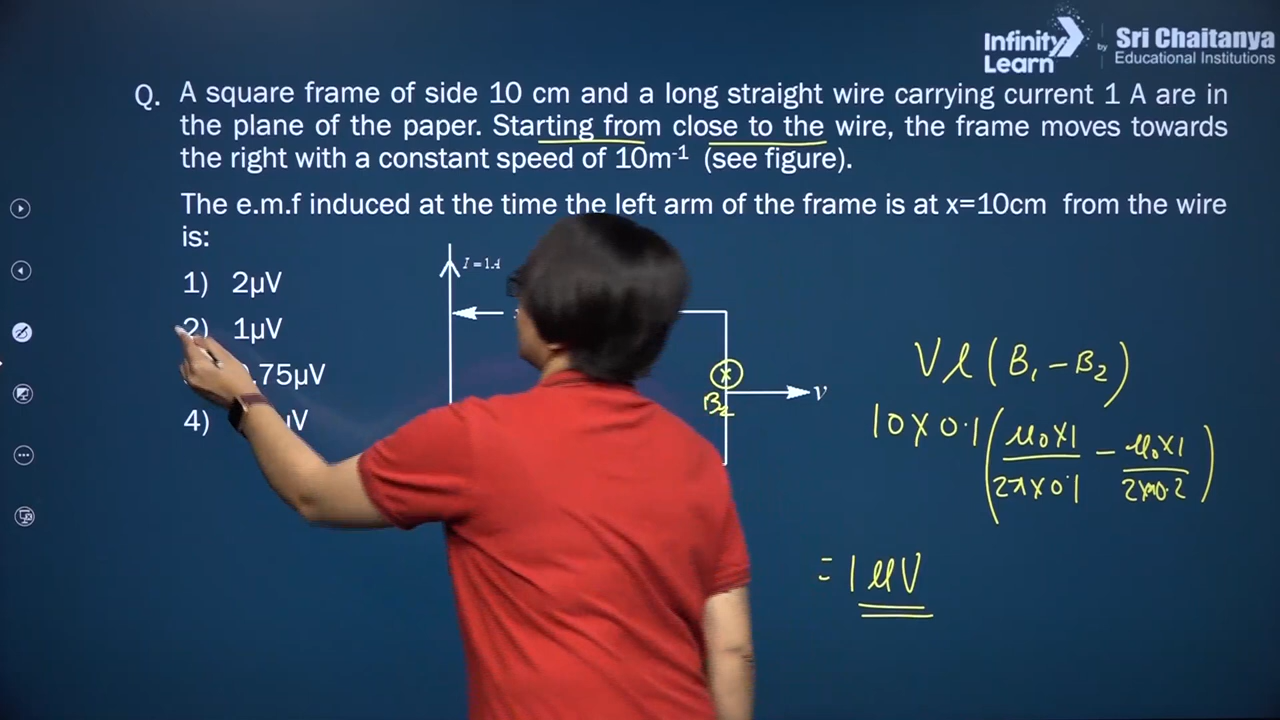 Infinity Learn by Sri Chaitanya Educational Institutions
Q. A square frame of side 10 cm and a long straight wire carrying current 1 A are in
the plane of the paper. Starting from close to the wire, the frame moves towards
the right with a constant speed of 10m⁻¹ (see figure).
The e.m.f induced at the time the left arm of the frame is at x=10cm from the wire
is:
1) 2µV
2) 1µV
.75µV
4) µV
I = 1A
B₂
v
Vl (B₁ - B₂)
10 × 0.1 ( μ₀×1 / 2π×0.1 - μ₀×1 / 2π×0.2 )
= 1 μV